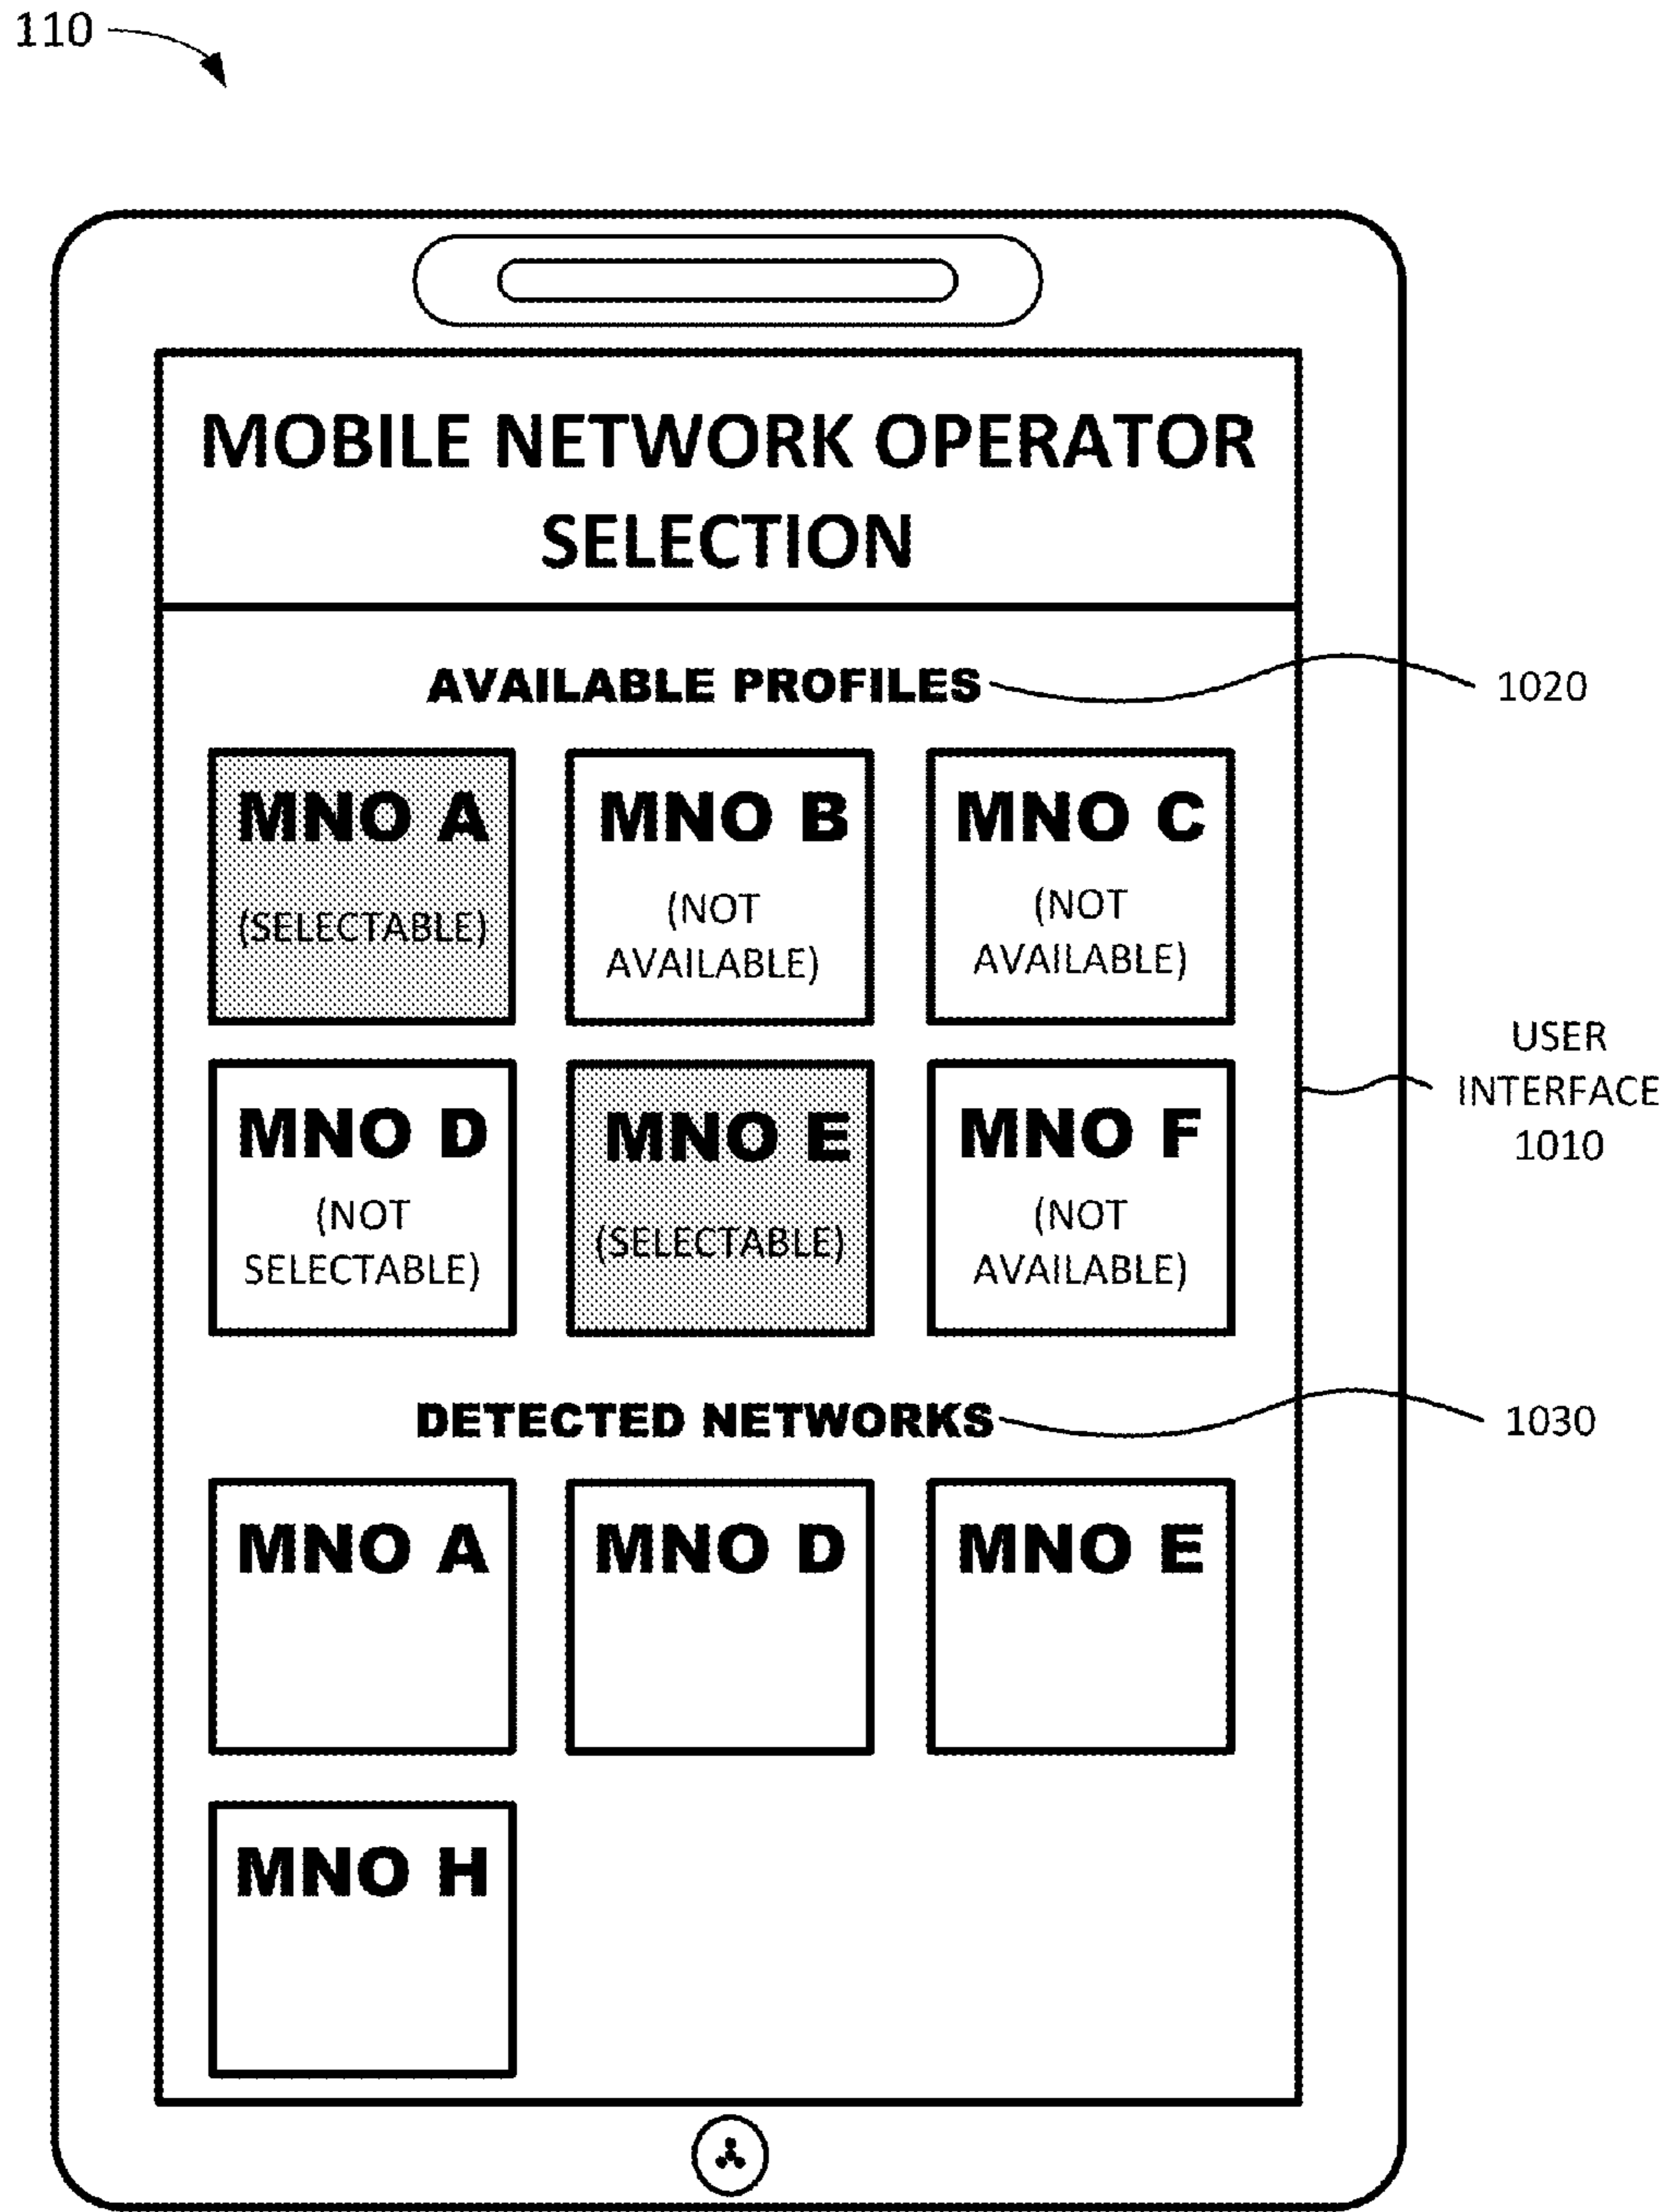 110
MOBILE NETWORK OPERATOR
SELECTION
AVAILABLE PROFILES
1020
MNO A
(SELECTABLE)
MNO B
(NOT
AVAILABLE)
MNO C
(NOT
AVAILABLE)
USER
INTERFACE
1010
MNO D
(NOT
SELECTABLE)
MNO E
(SELECTABLE)
MNO F
(NOT
AVAILABLE)
DETECTED NETWORKS
1030
MNO A
MNO D
MNO E
MNO H